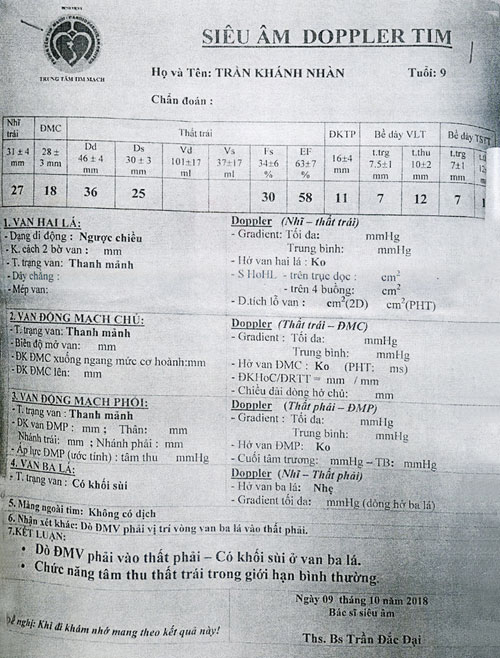 SIÊU ÂM DOPPLER TIM
TRUNG TÂM TIM MẠCH
Họ và Tên: TRẦN KHÁNH NHÀN Tuổi: 9
Chẩn đoán :
Nhĩ trái ĐMC Thất trái ĐKTP Bề dày VLT Bề dày
31 ± 4 mm 28 ± 3 mm Dd 46 ± 4 mm Ds 30 ± 3 mm Vd 101±17 ml Vs 37±17 ml Fs 34±6 % EF 63±7 % 16±4 mm t.trg 7.5±1 mm t.thu 10±2 mm t.trg 7±1 mm
27 18 36 25 30 58 11 7 12 7
1. VAN HAI LÁ:
- Dạng di động : Ngược chiều
- K. cách 2 bờ van : mm
- T. trạng van: Thanh mảnh
- Dây chằng :
- Mép van:
Doppler (Nhĩ – thất trái)
- Gradient: Tối đa: mmHg
Trung bình: mmHg
- Hở van hai lá : Ko
- S HoHL - trên trục dọc : cm²
- trên 4 buồng: cm²
- D.tích lỗ van : cm²(2D) cm²(PHT)
2. VAN ĐỘNG MẠCH CHỦ:
- T. trạng van: Thanh mảnh
- Biên độ mở van: mm
- ĐK ĐMC xuống ngang mức cơ hoành:mm
- ĐK ĐMC lên: mm
Doppler (Thất trái – ĐMC)
- Gradient : Tối đa: mmHg
Trung bình: mmHg
- Hở van ĐMC : Ko (PHT: ms)
- ĐKHoC/ĐRTT = mm / mm
- Chiều dài dòng hở chủ: mm
3. VAN ĐỘNG MẠCH PHỔI:
- T. trạng van : Thanh mảnh
- ĐK van ĐMP : mm ; Thân: mm
Nhánh trái: mm ; Nhánh phải : mm
- Áp lực ĐMP (ước tính) : tâm thu mmHg
Doppler (Thất phải – ĐMP)
- Gradient : Tối đa: mmHg
Trung bình: mmHg
- Hở van ĐMP: Ko
- Cuối tâm trương: mmHg – TB: mmHg
4. VAN BA LÁ:
- T. trạng van : Có khối sùi
Doppler (Nhĩ – Thất phải)
- Hở van ba lá: Nhẹ
- Gradient tối đa: mmHg (dòng hở ba lá)
5. Màng ngoài tim: Không có dịch
6. Nhận xét khác: Dò ĐMV phải vị trí vòng van ba lá vào thất phải.
7.KẾT LUẬN:
• Dò ĐMV phải vào thất phải – Có khối sùi ở van ba lá.
• Chức năng tâm thu thất trái trong giới hạn bình thường.
Ngày 09 tháng 10 năm 2018
Bác sĩ siêu âm
nghị: Khi đi khám nhớ mang theo kết quả này!
Ths. Bs Trần Đắc Đại